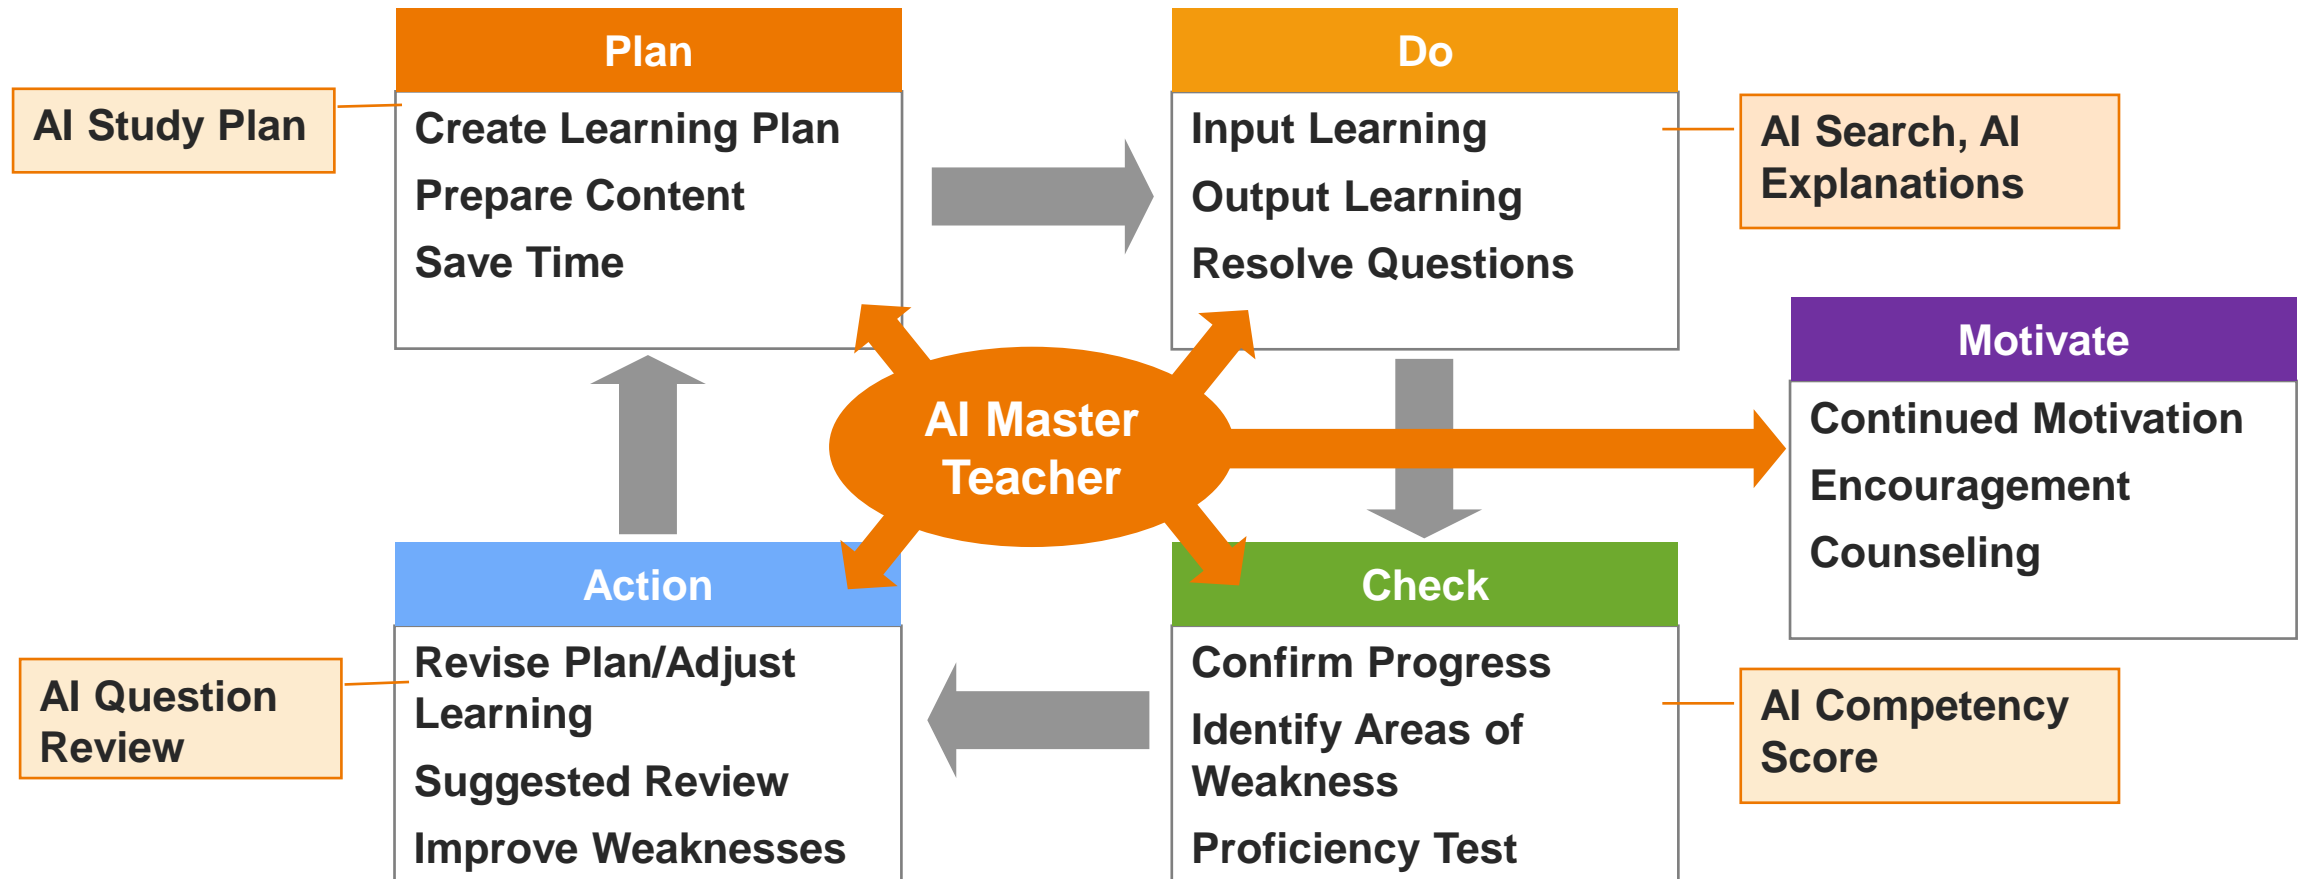 Plan
Do
AI Study Plan
Create Learning Plan
Prepare Content
Save Time
Input Learning
Output Learning
Resolve Questions
AI Search, AI
Explanations
Motivate
Continued Motivation
Encouragement
Counseling
AI Master
Teacher
Action
Check
AI Question
Review
Revise Plan/Adjust
Learning
Suggested Review
Improve Weaknesses
Confirm Progress
Identify Areas of
Weakness
Proficiency Test
AI Competency
Score